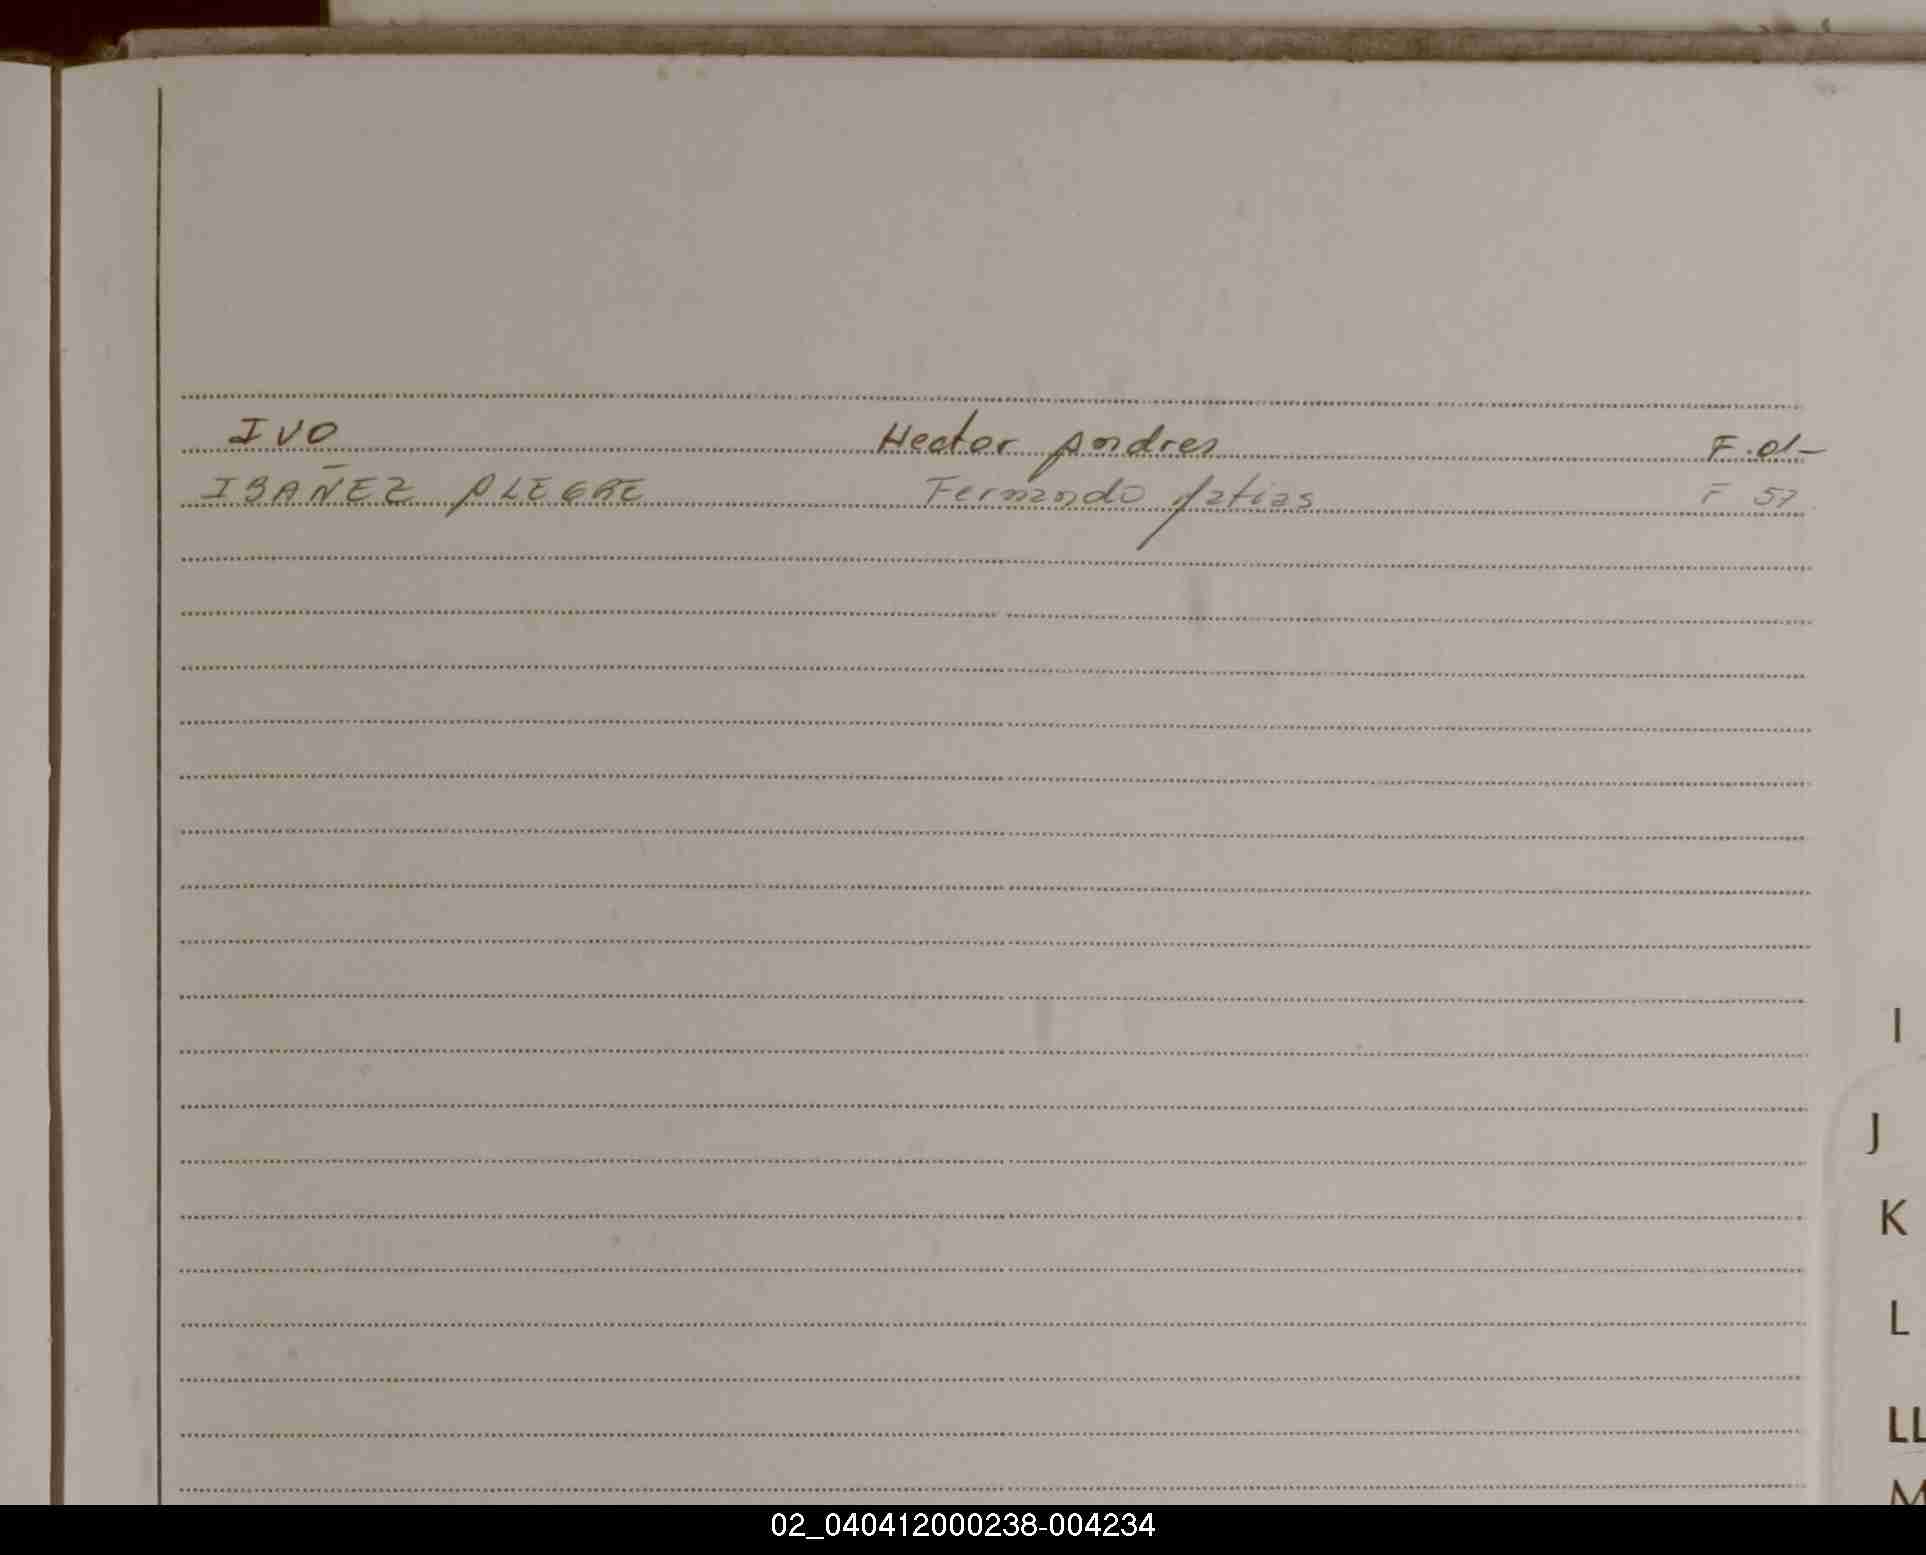 IVO Hector Andres F. 01-
IBAÑEZ ALEGRE Fernando Matias F 57
I
J
K
L
LL
M
02_040412000238-004234